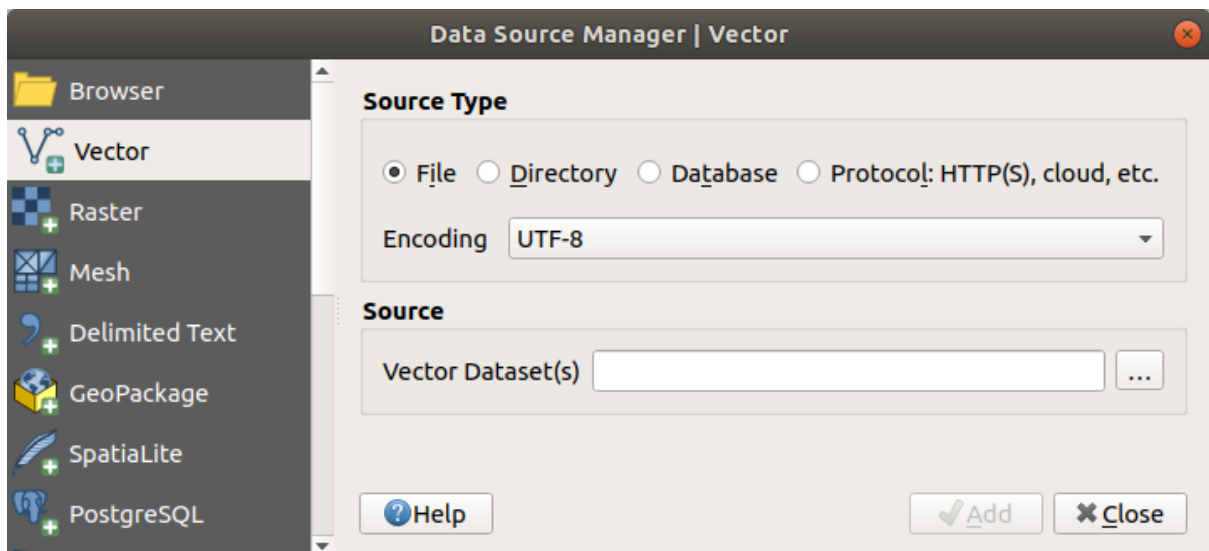 Data Source Manager | Vector
Browser
Vector
Raster
Mesh
Delimited Text
GeoPackage
SpatiaLite
PostgreSQL
Source Type
File Directory Database Protocol: HTTP(S), cloud, etc.
Encoding UTF-8
Source
Vector Dataset(s) ...
Help Add Close